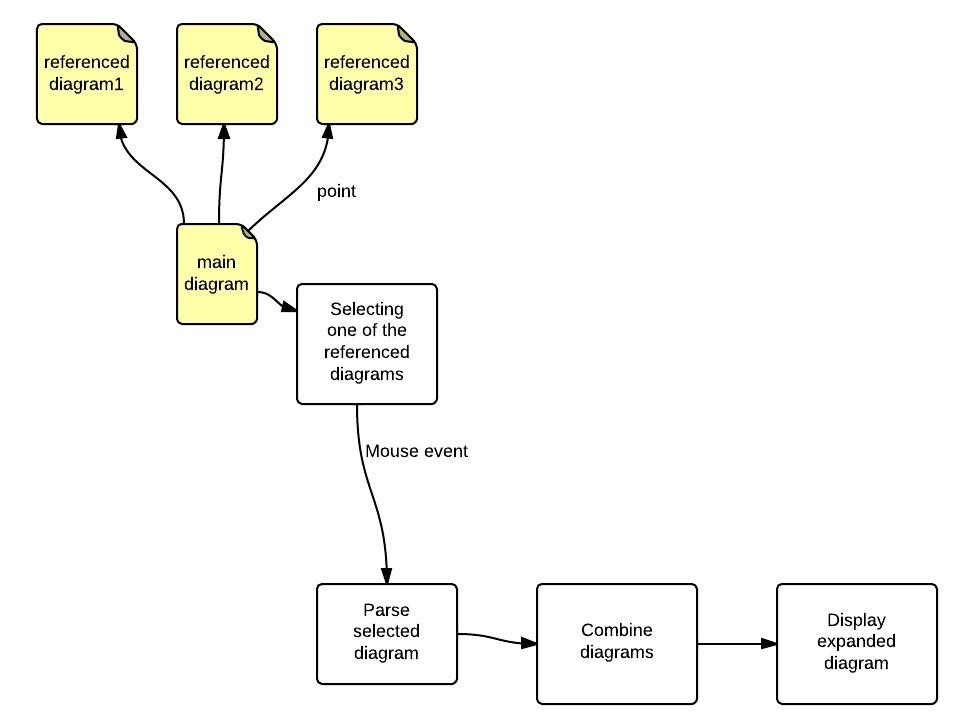 referenced
diagram1
referenced
diagram2
referenced
diagram3
point
main
diagram
Selecting
one of the
referenced
diagrams
Mouse event
Parse
selected
diagram
Combine
diagrams
Display
expanded
diagram